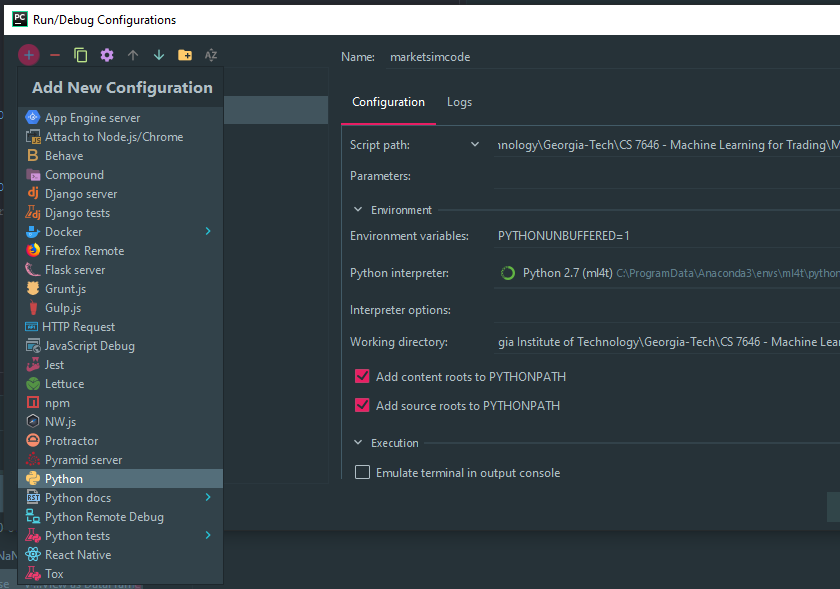 PC Run/Debug Configurations
Name: marketsimcode
Add New Configuration
App Engine server
Attach to Node.js/Chrome
Behave
Compound
Django server
Django tests
Docker
Firefox Remote
Flask server
Grunt.js
Gulp.js
HTTP Request
JavaScript Debug
Jest
Lettuce
npm
NW.js
Protractor
Pyramid server
Python
Python docs
Python Remote Debug
Python tests
React Native
Tox
Configuration Logs
Script path: nology\Georgia-Tech\CS 7646 - Machine Learning for Trading\M
Parameters:
Environment
Environment variables: PYTHONUNBUFFERED=1
Python interpreter: Python 2.7 (ml4t) C:\ProgramData\Anaconda3\envs\ml4t\python
Interpreter options:
Working directory: gia Institute of Technology\Georgia-Tech\CS 7646 - Machine Lear
Add content roots to PYTHONPATH
Add source roots to PYTHONPATH
Execution
Emulate terminal in output console